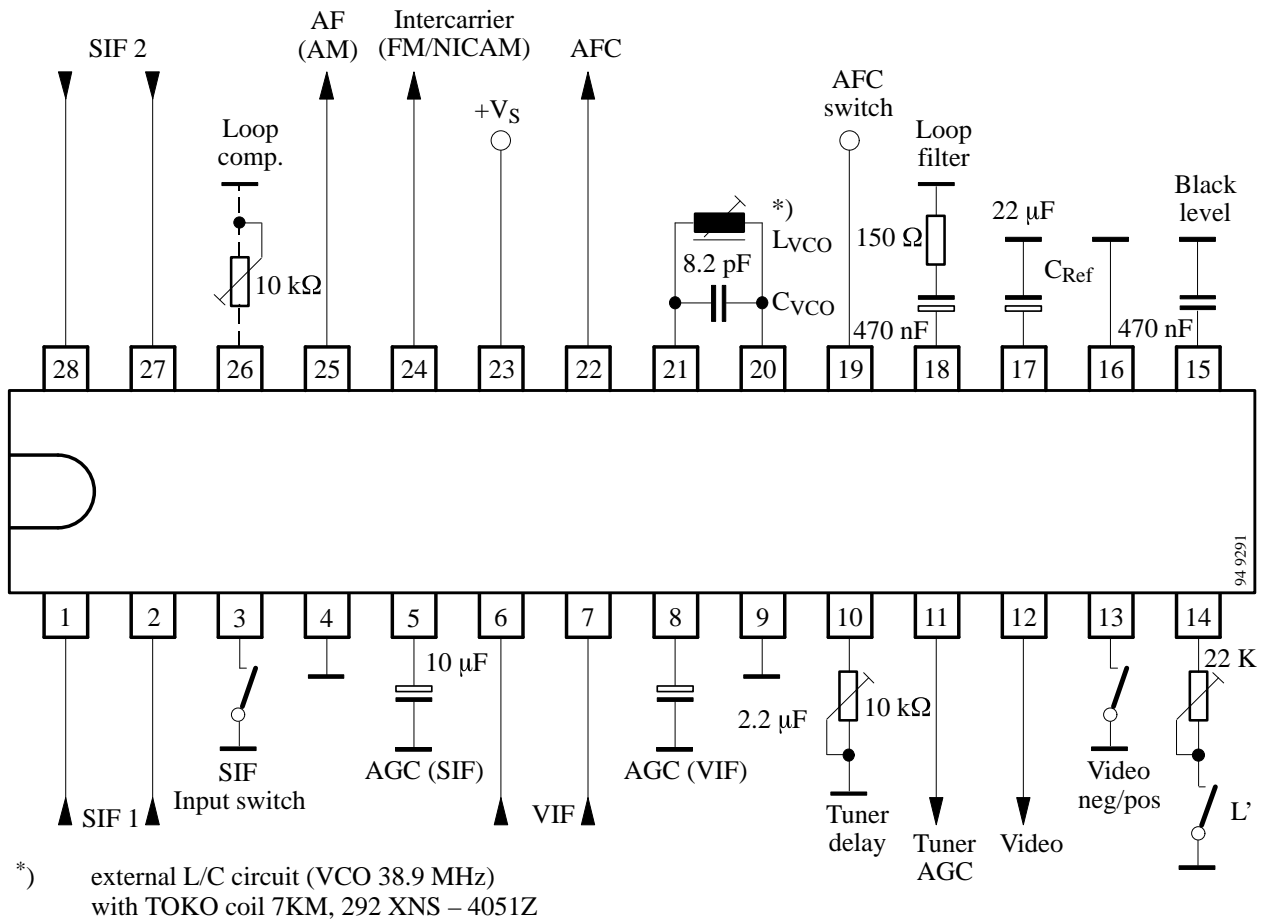 SIF 2
AF
(AM)
Intercarrier
(FM/NICAM)
AFC
+VS
AFC
switch
Loop
comp.
Loop
filter
Black
level
*)
LVCO
150 Ω
22 μF
8.2 pF
10 kΩ
CRef
CVCO
470 nF
470 nF
28 27 26 25 24 23 22 21 20 19 18 17 16 15
94 9291
1 2 3 4 5 6 7 8 9 10 11 12 13 14
10 μF
22 K
2.2 μF
10 kΩ
SIF
Input switch
AGC (SIF)
AGC (VIF)
Video
neg/pos
SIF 1
VIF
Tuner
delay
Tuner
AGC
Video
L’
*) external L/C circuit (VCO 38.9 MHz)
with TOKO coil 7KM, 292 XNS – 4051Z